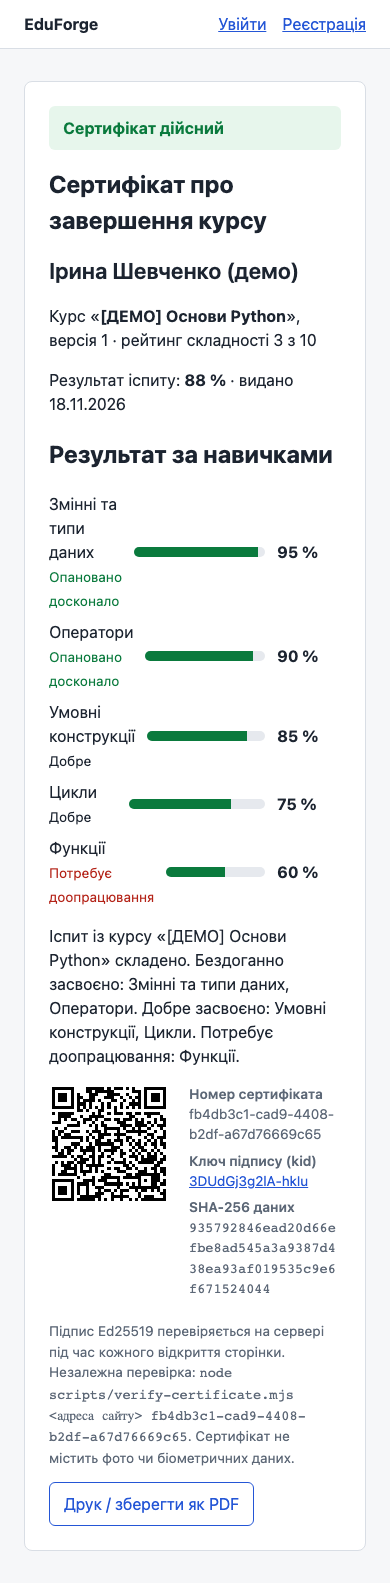 EduForge
Увійти Реєстрація
Сертифікат дійсний
Сертифікат про
завершення курсу
Ірина Шевченко (демо)
Курс «[ДЕМО] Основи Python»,
версія 1 · рейтинг складності 3 з 10
Результат іспиту: 88 % · видано
18.11.2026
Результат за навичками
Змінні та
типи
даних
95 %
Опановано
досконало
Оператори
Опановано
90 %
досконало
Умовні
конструкції
85 %
Добре
Цикли
75 %
Добре
Функції
Потребує
60 %
доопрацювання
Іспит із курсу «[ДЕМО] Основи
Python» складено. Бездоганно
засвоєно: Змінні та типи даних,
Оператори. Добре засвоєно: Умовні
конструкції, Цикли. Потребує
доопрацювання: Функції.
Номер сертифіката
fb4db3c1-cad9-4408-
b2df-a67d76669c65
Ключ підпису (kid)
3DUdGj3g2lA-hklu
SHA-256 даних
935792846ead20d66e
fbe8ad545a3a9387d4
38ea93af019535c9e6
f671524044
Підпис Ed25519 перевіряється на сервері
під час кожного відкриття сторінки.
Незалежна перевірка: node
scripts/verify-certificate.mjs
<адреса сайту> fb4db3c1-cad9-4408-
b2df-a67d76669c65. Сертифікат не
містить фото чи біометричних даних.
Друк / зберегти як PDF